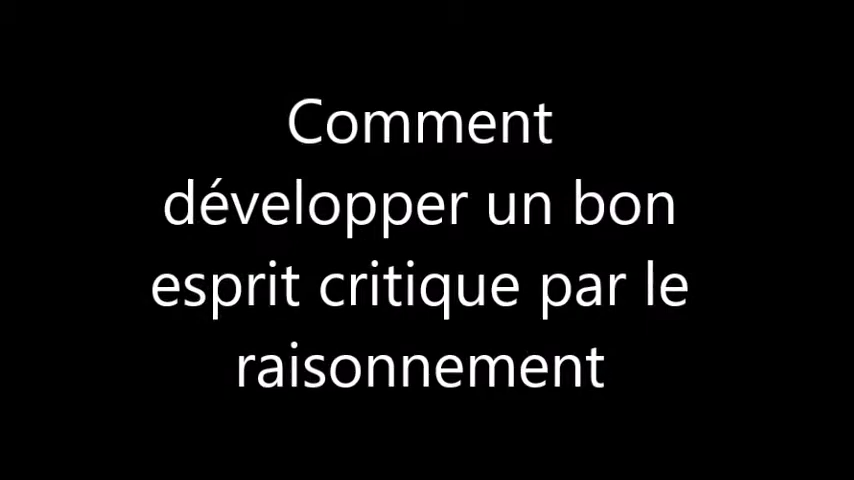 Comment
développer un bon
esprit critique par le
raisonnement